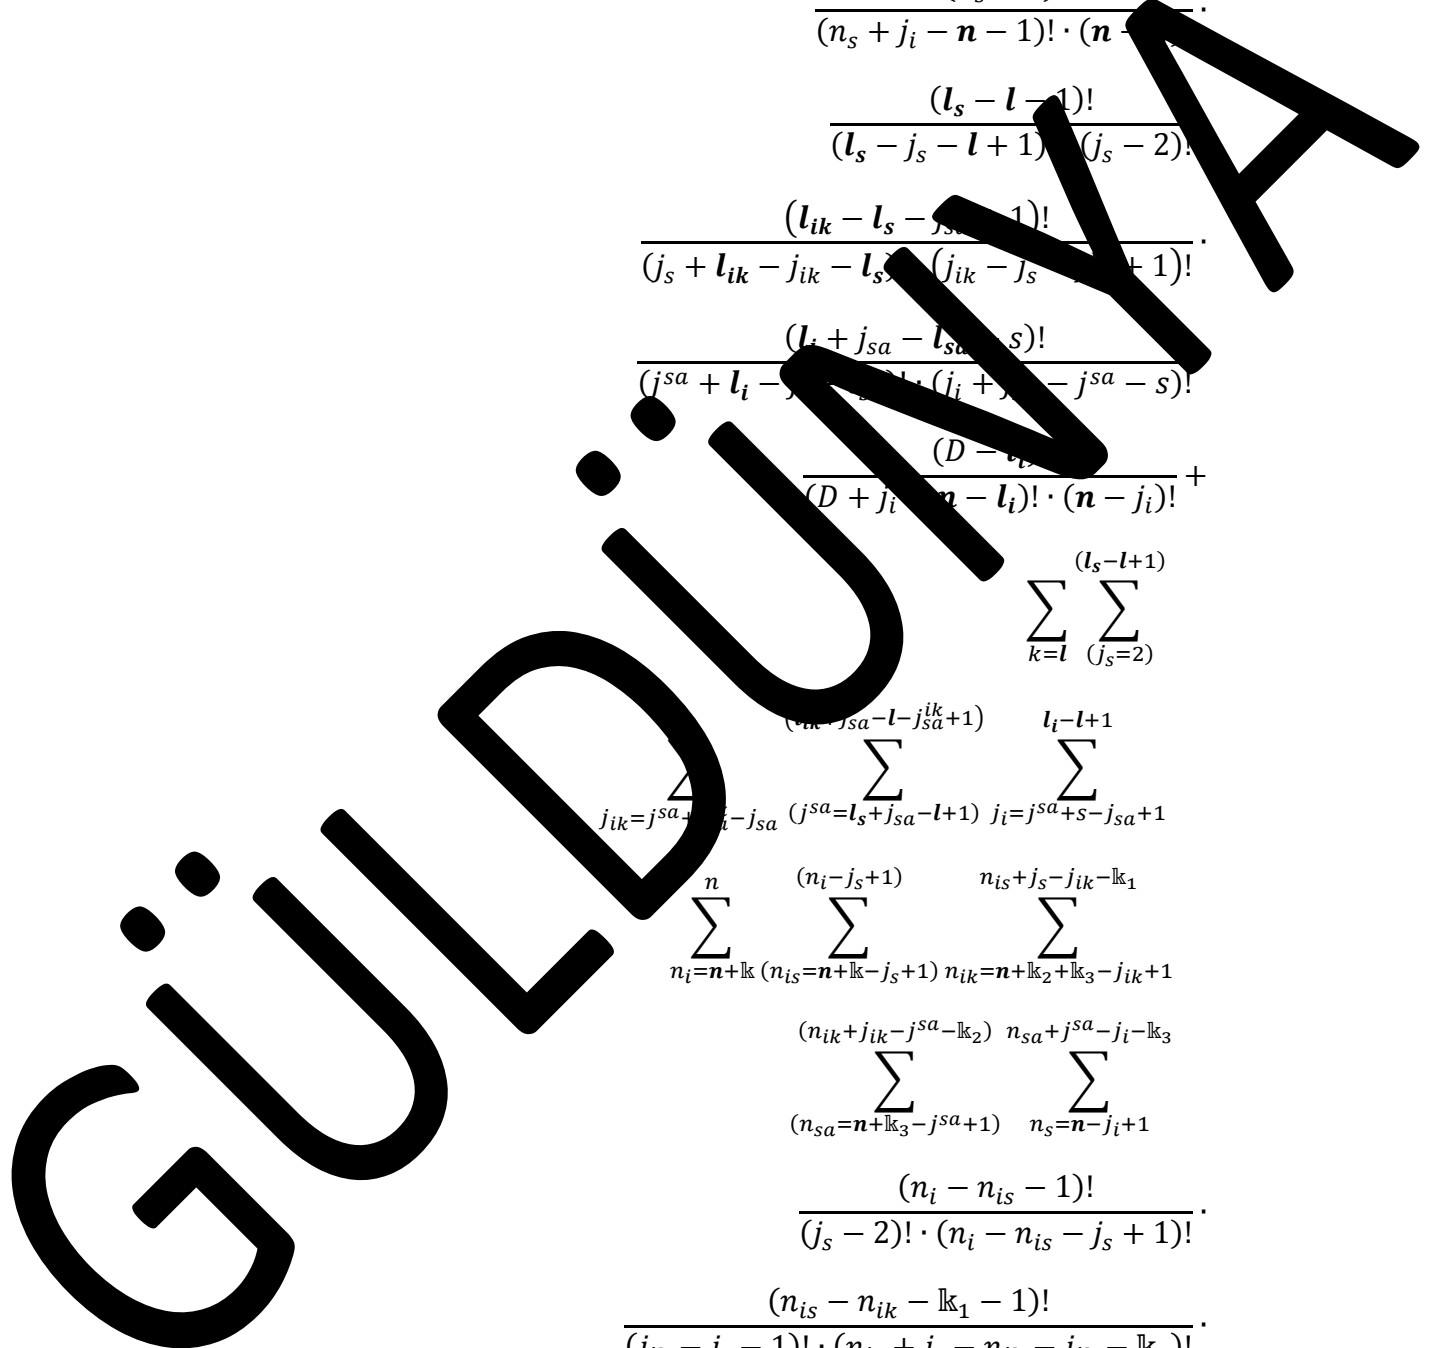 (n_s + j_i − n − 1)! · (n
(l_s − l − 1)!
(l_s − j_s − l + 1) (j_s − 2)!
(l_ik − l_s − 1)!
(j_s + l_ik − j_ik − l_s) (j_ik − j_s + 1)! ·
(l_i + j_sa − l_sa s)!
(j^sa + l_i − )! · (j_i + − j^sa − s)!
(D − l_i)
(D + j_i n − l_i)! · (n − j_i)! +
(l_s−l+1)
∑ ∑
k=l (j_s=2)
(l_ik+j_sa−l−j_sa^ik+1) l_i−l+1
∑ ∑ ∑
j_ik=j^sa+ −j_sa (j^sa=l_s+j_sa−l+1) j_i=j^sa+s−j_sa+1
n (n_i−j_s+1) n_is+j_s−j_ik−𝕜_1
∑ ∑ ∑
n_i=n+𝕜 (n_is=n+𝕜−j_s+1) n_ik=n+𝕜_2+𝕜_3−j_ik+1
(n_ik+j_ik−j^sa−𝕜_2) n_sa+j^sa−j_i−𝕜_3
∑ ∑
(n_sa=n+𝕜_3−j^sa+1) n_s=n−j_i+1
(n_i − n_is − 1)!
(j_s − 2)! · (n_i − n_is − j_s + 1)! ·
(n_is − n_ik − 𝕜_1 − 1)!
GÜLDÜNYA